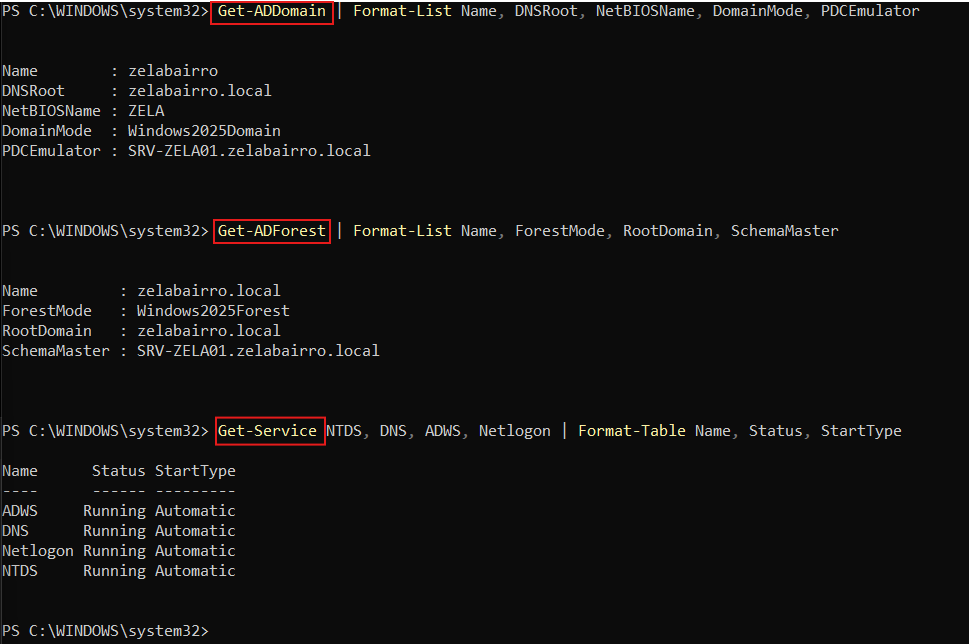 PS C:\WINDOWS\system32> Get-ADDomain | Format-List Name, DNSRoot, NetBIOSName, DomainMode, PDCEmulator
Name : zelabairro
DNSRoot : zelabairro.local
NetBIOSName : ZELA
DomainMode : Windows2025Domain
PDCEmulator : SRV-ZELA01.zelabairro.local
PS C:\WINDOWS\system32> Get-ADForest | Format-List Name, ForestMode, RootDomain, SchemaMaster
Name : zelabairro.local
ForestMode : Windows2025Forest
RootDomain : zelabairro.local
SchemaMaster : SRV-ZELA01.zelabairro.local
PS C:\WINDOWS\system32> Get-Service NTDS, DNS, ADWS, Netlogon | Format-Table Name, Status, StartType
Name Status StartType
---- ------ ---------
ADWS Running Automatic
DNS Running Automatic
Netlogon Running Automatic
NTDS Running Automatic
PS C:\WINDOWS\system32>